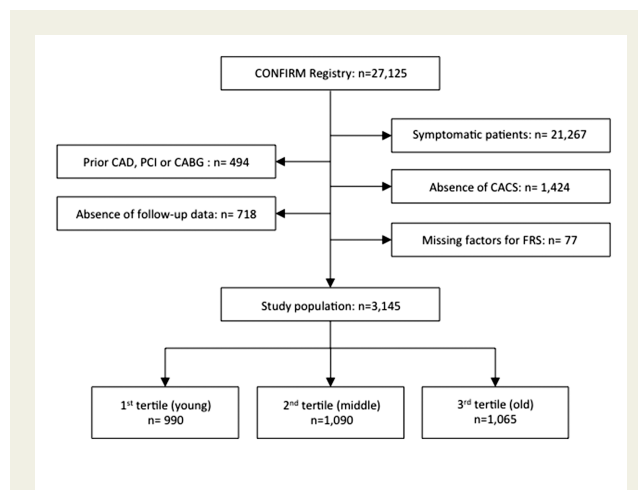 CONFIRM Registry: n=27,125
Symptomatic patients: n= 21,267
Prior CAD, PCI or CABG : n= 494
Absence of CACS: n= 1,424
Absence of follow-up data: n= 718
Missing factors for FRS: n= 77
Study population: n=3,145
1st tertile (young)
n= 990
2nd tertile (middle)
n=1,090
3rd tertile (old)
n=1,065